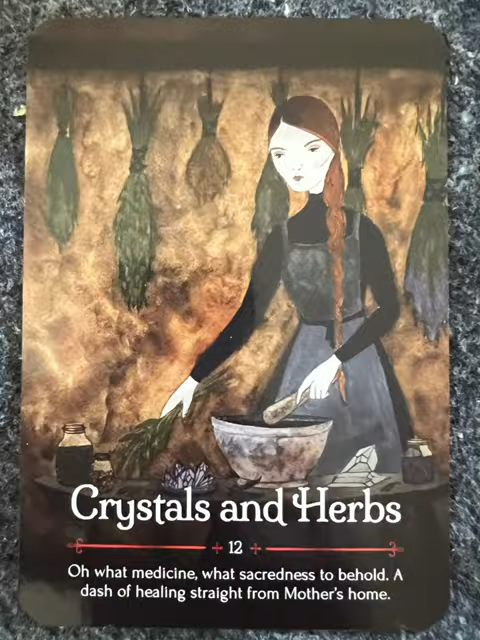 Crystals and Herbs
12
Oh what medicine, what sacredness to behold. A
dash of healing straight from Mother's home.